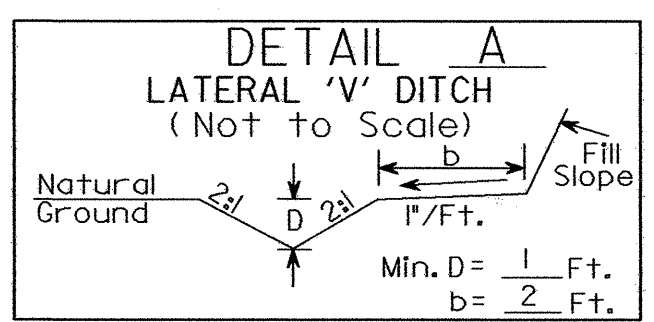 DETAIL A
LATERAL 'V' DITCH
(Not to Scale)
b
Fill
Slope
Natural
Ground
2:1
D
2:1
1"/Ft.
Min. D= 1 Ft.
b= 2 Ft.